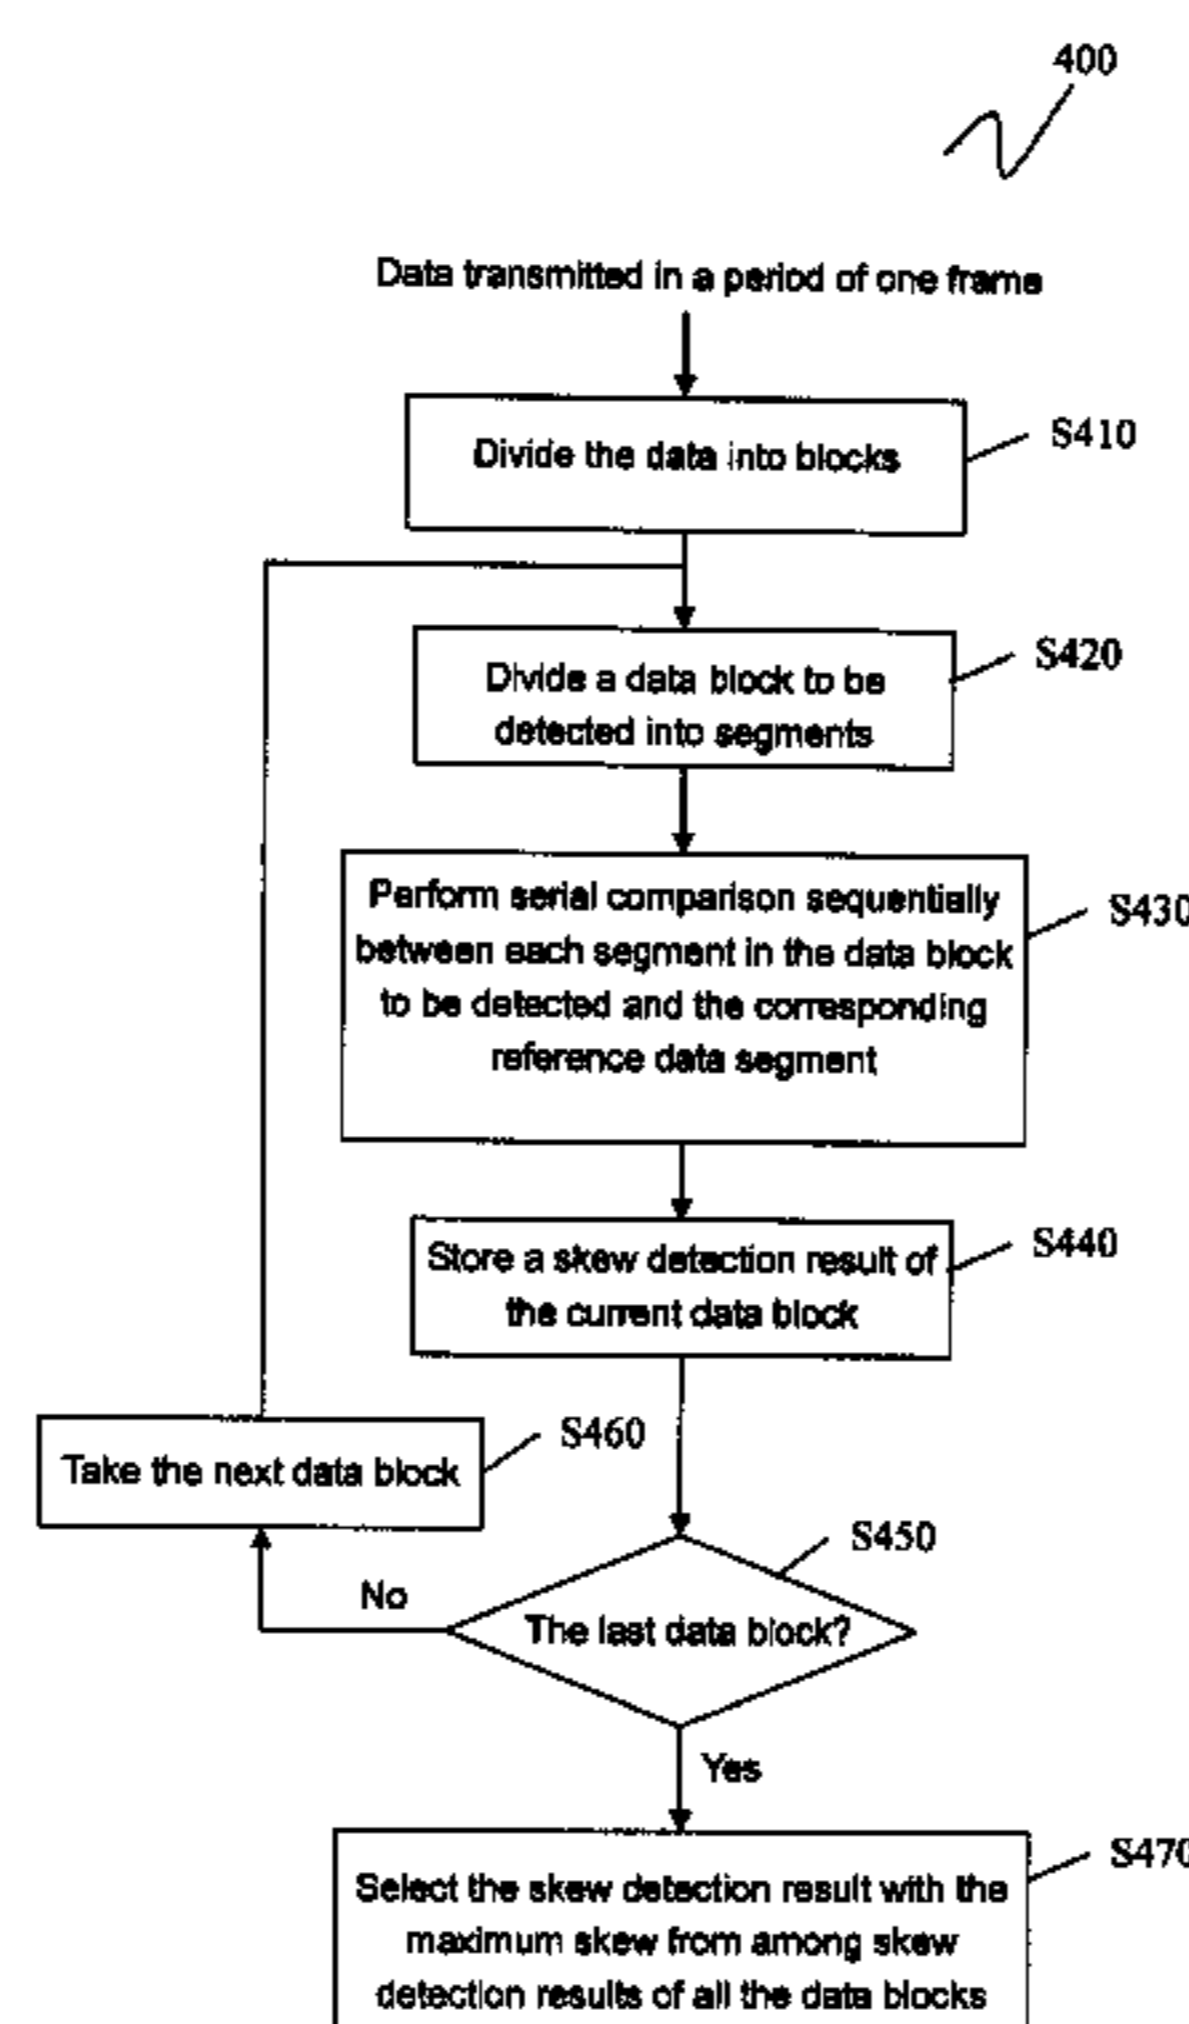 400
Data transmitted in a period of one frame
Divide the data into blocks
S410
Divide a data block to be
detected into segments
S420
Perform serial comparison sequentially
between each segment in the data block
to be detected and the corresponding
reference data segment
S430
Store a skew detection result of
the current data block
S440
Take the next data block
S460
The last data block?
S450
No
Yes
Select the skew detection result with the
maximum skew from among skew
detection results of all the data blocks
S470